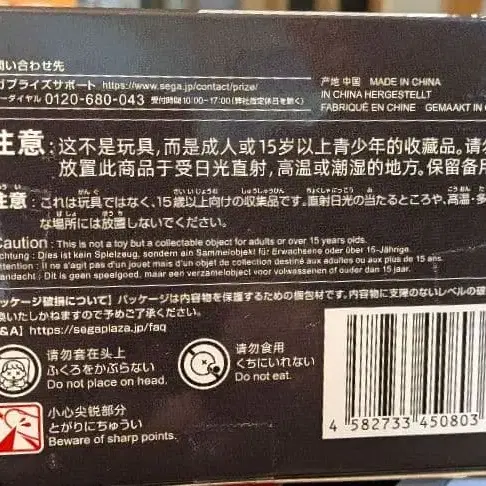 問い合わせ先
ガプライズサポート https://www.sega.jp/contact/prize/
ーダイヤル 0120-680-043 受付時間10:00~17:00(弊社指定休日を除く)
产地 中国 MADE IN CHINA
IN CHINA HERGESTELLT
FABRIQUÉ EN CHINE GEMAAKT IN C
注意：这不是玩具，而是成人或15岁以上青少年的收藏品。请勿
放置此商品于受日光直射，高温或潮湿的地方。保留备用
注意：これは玩具ではなく、15歳以上向けの収集品です。直射日光の当たるところや、高温・多
な場所には放置しないでください。
Caution : This is not a toy but a collectable object for adults or over 15 years olds.
chtung : Dies ist kein Spielzeug, sondern ein Sammelobjekt für Erwachsene oder über 15-Jährige.
Attention : Il ne s'agit pas d'un jouet mais d'un objet de collection destiné aux adultes ou aux plus de 15 ans.
andacht : Dit is geen speelgoed, maar een verzamelobject voor volwassenen of ouder dan 15 jaar.
パッケージ破損について】パッケージは内容物を保護するための梱包材です。内容物に支障のないレベルの破
換いたしかねますので予めご了承ください。
&A】https://segaplaza.jp/faq
请勿套在头上
ふくろをかぶらない
Do not place on head.
请勿食用
くちにいれない
Do not eat.
小心尖锐部分
とがりにちゅうい
Beware of sharp points.
4 582733 450803